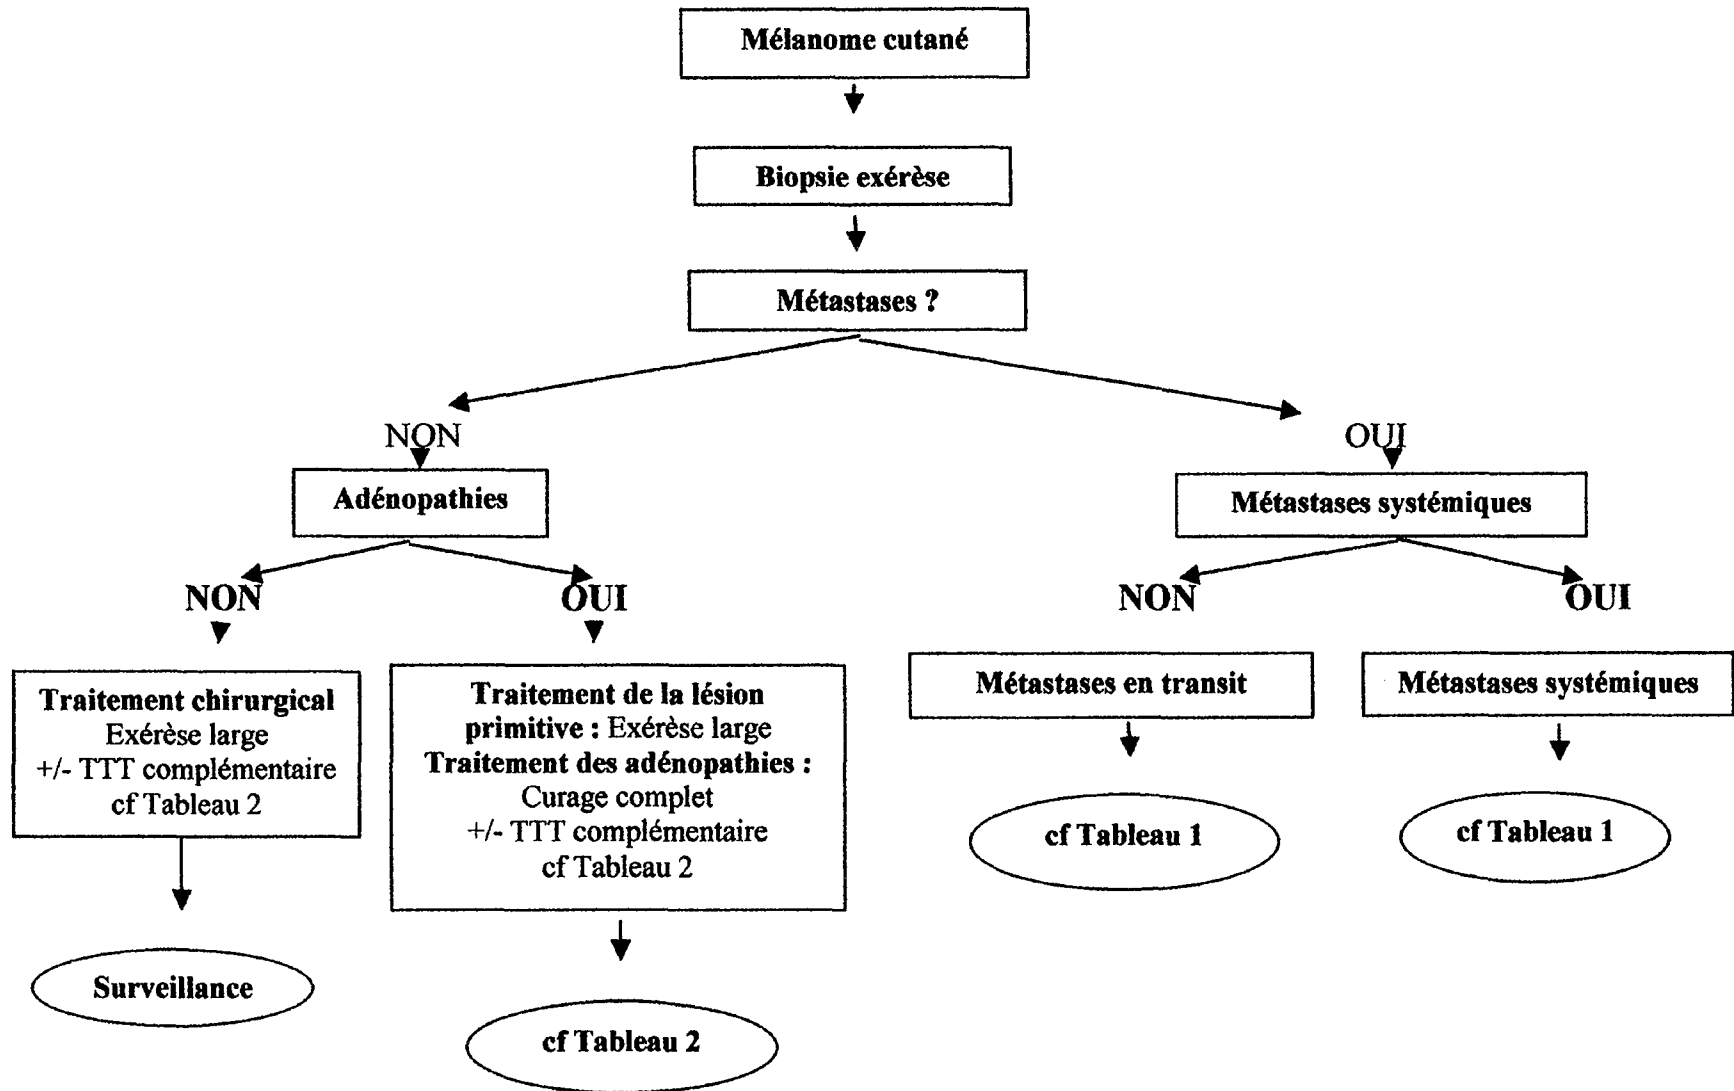 Mélanome cutané
Biopsie exérèse
Métastases ?
NON
OUI
Adénopathies
Métastases systémiques
NON
OUI
NON
OUI
Traitement chirurgical
Exérèse large
+/- TTT complémentaire
cf Tableau 2
Traitement de la lésion
primitive : Exérèse large
Traitement des adénopathies :
Curage complet
+/- TTT complémentaire
cf Tableau 2
Métastases en transit
Métastases systémiques
cf Tableau 1
cf Tableau 1
Surveillance
cf Tableau 2